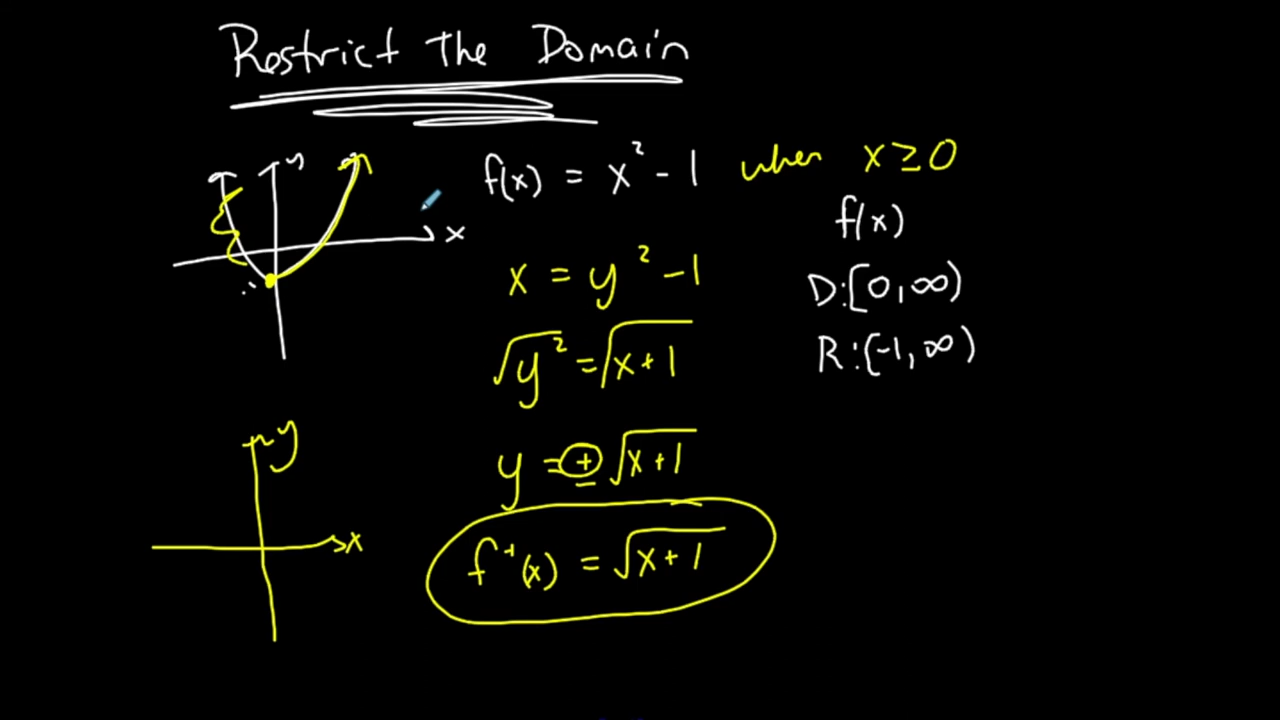 Restrict The Domain
y
x
f(x) = x² - 1 when x ≥ 0
f(x)
D: [0, ∞)
R: [-1, ∞)
x = y² - 1
√y² = √x+1
y = ± √x+1
f⁻¹(x) = √x+1
y
x